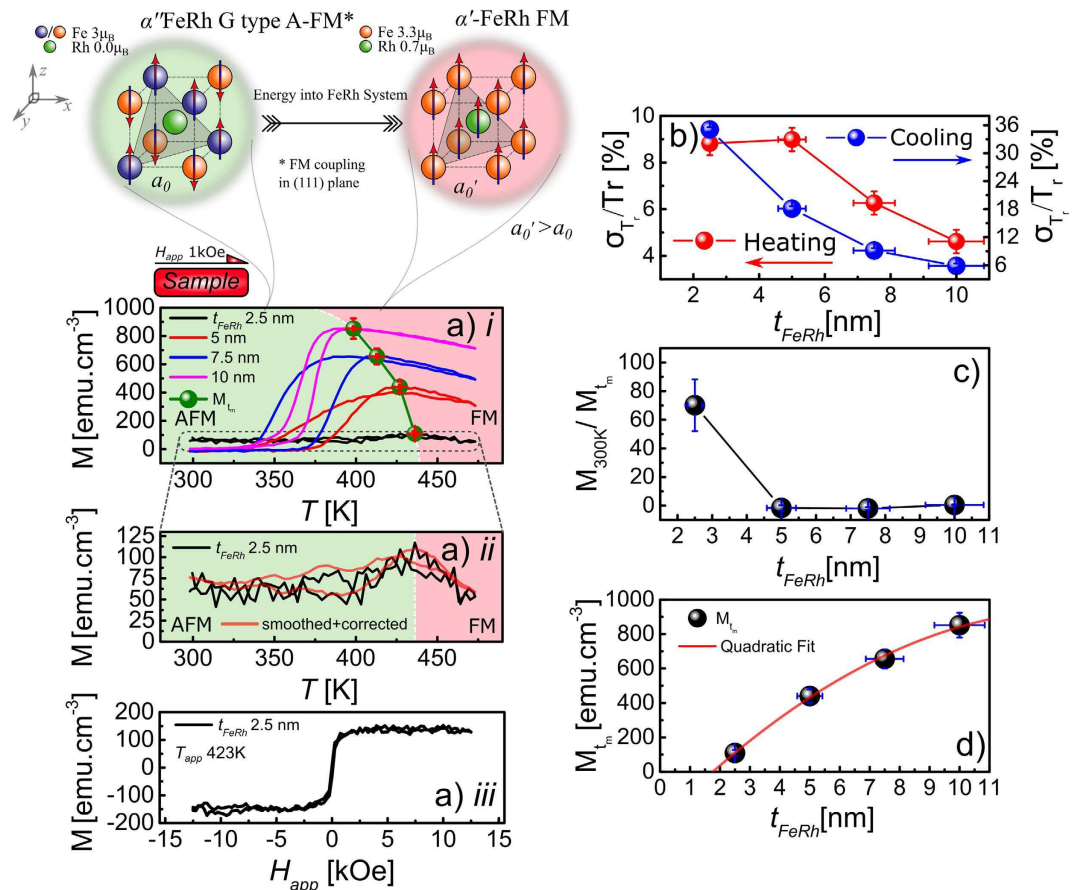 α''FeRh G type A-FM*
α'-FeRh FM
Fe 3μB
Rh 0.0μB
Fe 3.3μB
Rh 0.7μB
z
x
y
Energy into FeRh System
* FM coupling
in (111) plane
a0
a0'
a0'>a0
Happ 1kOe
Sample
a) i
tFeRh 2.5 nm
5 nm
7.5 nm
10 nm
Mtm
AFM
FM
M [emu.cm-3]
1000
800
600
400
200
0
300 350 400 450
T [K]
a) ii
tFeRh 2.5 nm
AFM
smoothed+corrected
FM
M [emu.cm-3]
125
100
75
50
25
0
300 350 400 450
T [K]
tFeRh 2.5 nm
Tapp 423K
a) iii
M [emu.cm-3]
200
100
0
-100
-200
-15 -10 -5 0 5 10 15
Happ [kOe]
b)
Cooling
Heating
σTr/Tr [%]
10
8
6
4
σTr/Tr [%]
36
30
24
18
12
6
2 4 6 8 10
tFeRh[nm]
c)
M300K/ Mtm
100
80
60
40
20
0
2 3 4 5 6 7 8 9 10 11
tFeRh[nm]
Mtm
Quadratic Fit
d)
Mtm [emu.cm-3]
1000
800
600
400
200
0
0 1 2 3 4 5 6 7 8 9 10 11
tFeRh[nm]